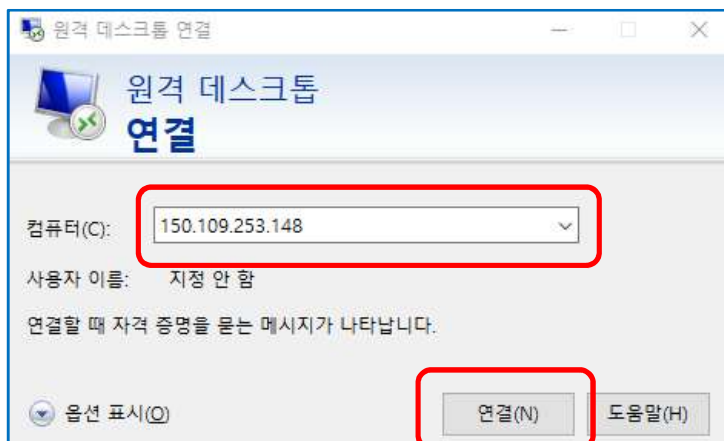 원격 데스크톱 연결
원격 데스크톱
연결
컴퓨터(C): 150.109.253.148
사용자 이름: 지정 안 함
연결할 때 자격 증명을 묻는 메시지가 나타납니다.
옵션 표시(O) 연결(N) 도움말(H)